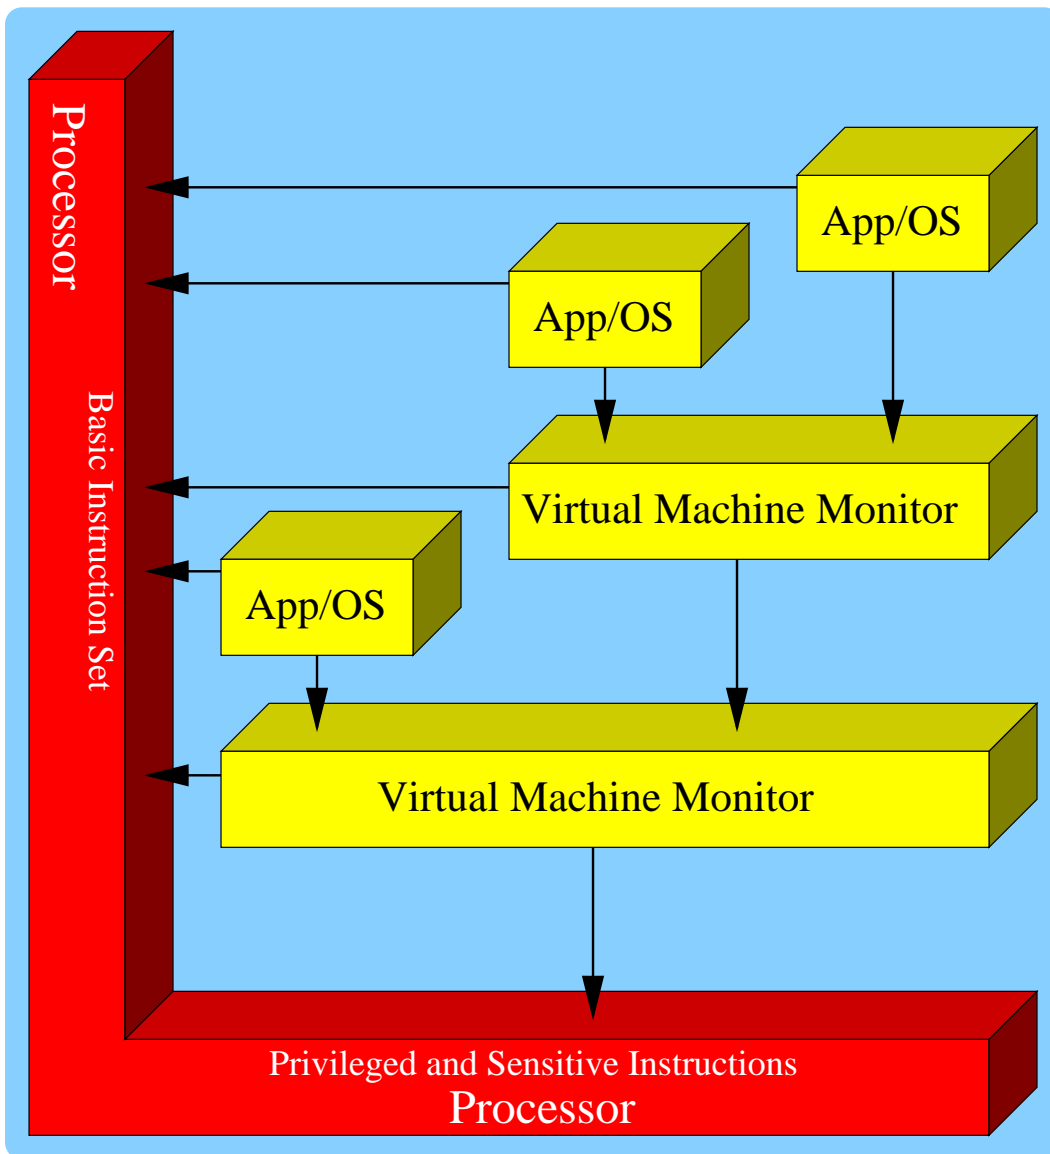 Processor
App/OS
App/OS
Basic Instruction Set
Virtual Machine Monitor
App/OS
Virtual Machine Monitor
Privileged and Sensitive Instructions
Processor